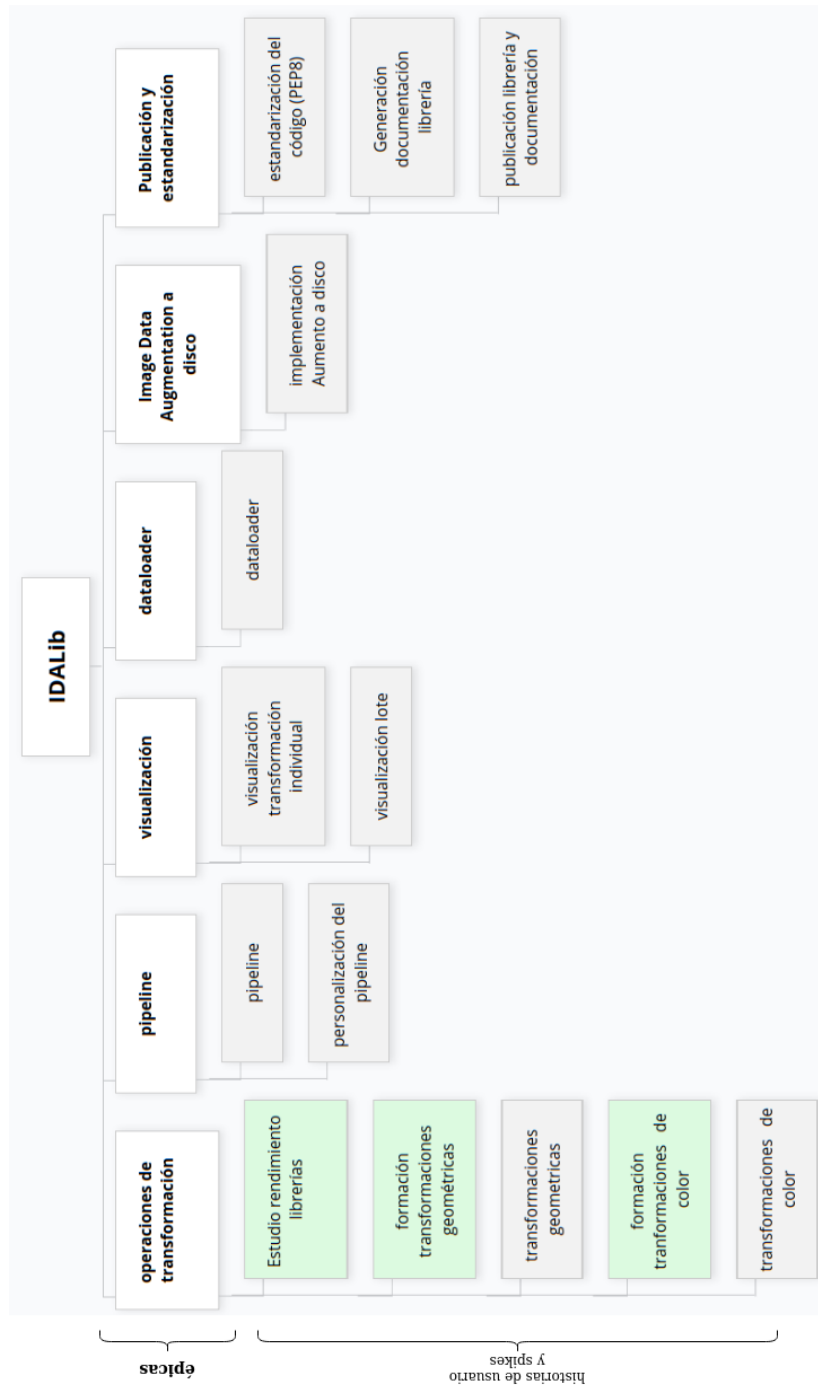 IDALib
épicas
historias de usuario
y spikes
operaciones de
transformación
Estudio rendimiento
librerías
formación
transformaciones
geométricas
transformaciones
geometricas
formación
tranformaciones de
color
transformaciones de
color
pipeline
pipeline
personalización del
pipeline
visualización
visualización
transformación
individual
visualización lote
dataloader
dataloader
Image Data
Augmentation a
disco
implementación
Aumento a disco
Publicación y
estandarización
estandarización del
código (PEP8)
Generación
documentación
librería
publicación librería y
documentación